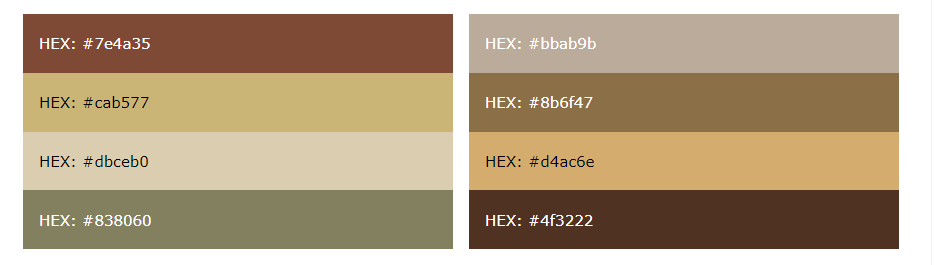 HEX: #7e4a35
HEX: #cab577
HEX: #dbceb0
HEX: #838060
HEX: #bbab9b
HEX: #8b6f47
HEX: #d4ac6e
HEX: #4f3222